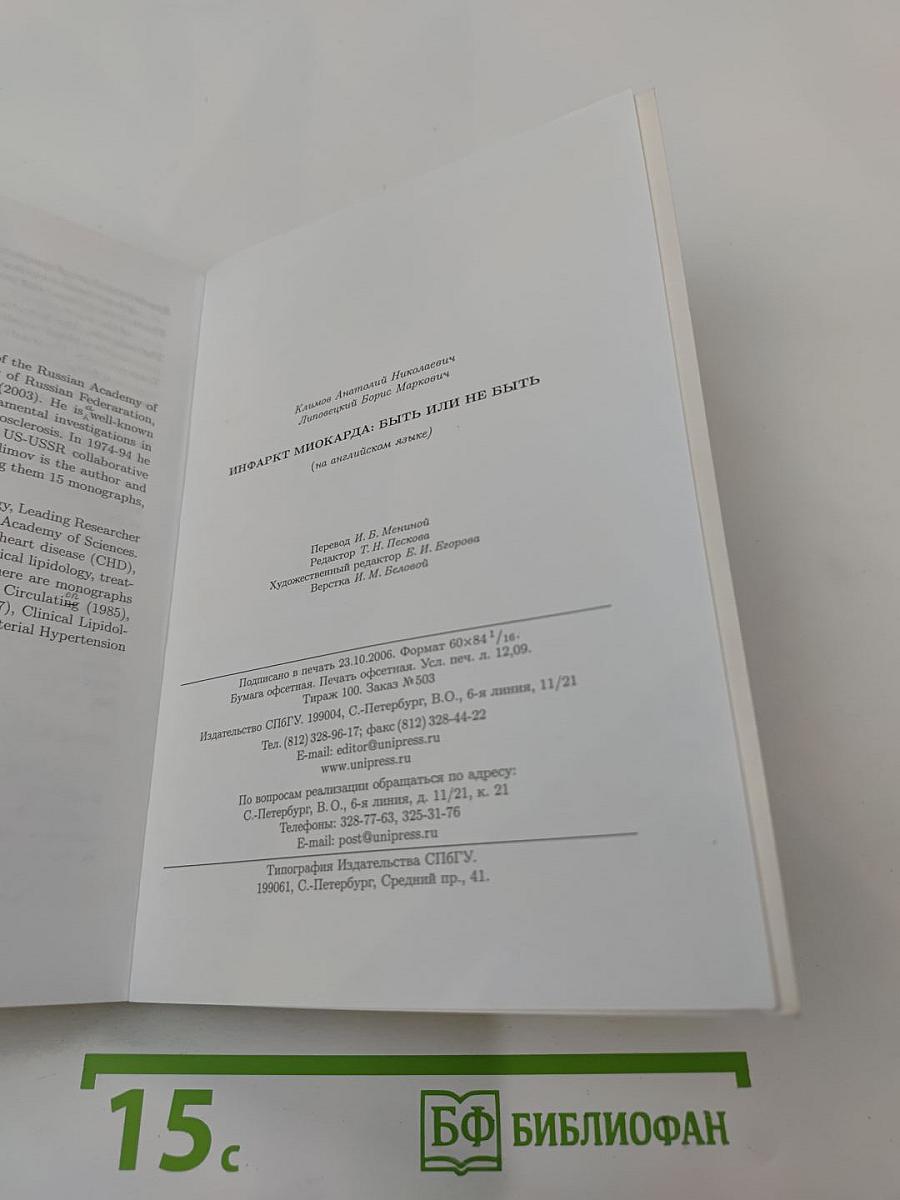 f the Russian Academy of
of Russian Federaration,
(2003). He is a well-known
amental investigations in
osclerosis. In 1974-94 he
US-USSR collaborative
limov is the author and
g them 15 monographs,
gy, Leading Researcher
Academy of Sciences.
heart disease (CHD),
ical lipidology, treat-
here are monographs
Circulating (1985),
7), Clinical Lipidol-
terial Hypertension
Климов Анатолий Николаевич
Липовецкий Борис Маркович
ИНФАРКТ МИОКАРДА: БЫТЬ ИЛИ НЕ БЫТЬ
(на английском языке)
Перевод И. Б. Мениной
Редактор Т. Н. Пескова
Художественный редактор Е. И. Егорова
Верстка И. М. Беловой
Подписано в печать 23.10.2006. Формат 60×84 1/16.
Бумага офсетная. Печать офсетная. Усл. печ. л. 12,09.
Тираж 100. Заказ № 503
Издательство СПбГУ. 199004, С.-Петербург, В.О., 6-я линия, 11/21
Тел. (812) 328-96-17; факс (812) 328-44-22
E-mail: editor@unipress.ru
www.unipress.ru
По вопросам реализации обращаться по адресу:
С.-Петербург, В. О., 6-я линия, д. 11/21, к. 21
Телефоны: 328-77-63, 325-31-76
E-mail: post@unipress.ru
Типография Издательства СПбГУ.
199061, С.-Петербург, Средний пр., 41.
15 с
БФ БИБЛИОФАН